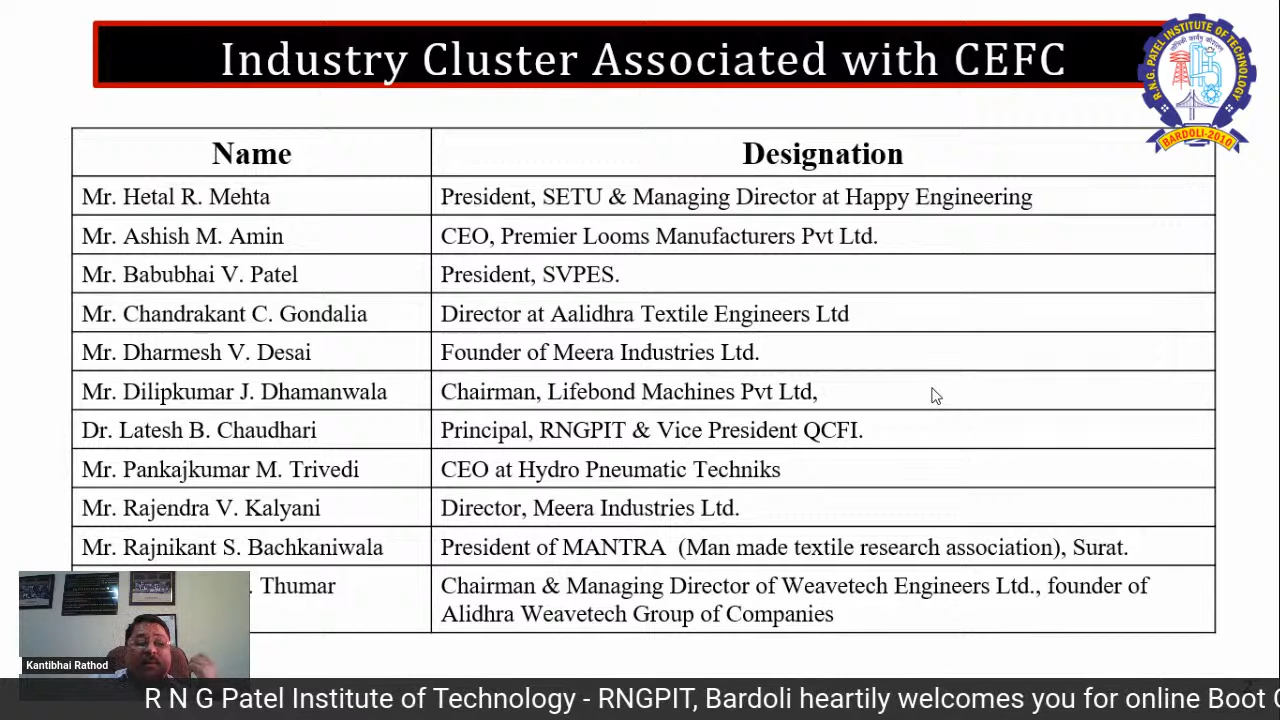 Industry Cluster Associated with CEFC
R.N.G. PATEL INSTITUTE OF TECHNOLOGY
BARDOLI-2010
Name Designation
Mr. Hetal R. Mehta President, SETU & Managing Director at Happy Engineering
Mr. Ashish M. Amin CEO, Premier Looms Manufacturers Pvt Ltd.
Mr. Babubhai V. Patel President, SVPES.
Mr. Chandrakant C. Gondalia Director at Aalidhra Textile Engineers Ltd
Mr. Dharmesh V. Desai Founder of Meera Industries Ltd.
Mr. Dilipkumar J. Dhamanwala Chairman, Lifebond Machines Pvt Ltd,
Dr. Latesh B. Chaudhari Principal, RNGPIT & Vice President QCFI.
Mr. Pankajkumar M. Trivedi CEO at Hydro Pneumatic Techniks
Mr. Rajendra V. Kalyani Director, Meera Industries Ltd.
Mr. Rajnikant S. Bachkaniwala President of MANTRA (Man made textile research association), Surat.
Thumar Chairman & Managing Director of Weavetech Engineers Ltd., founder of
Alidhra Weavetech Group of Companies
Kantibhai Rathod
R N G Patel Institute of Technology - RNGPIT, Bardoli heartily welcomes you for online Boot